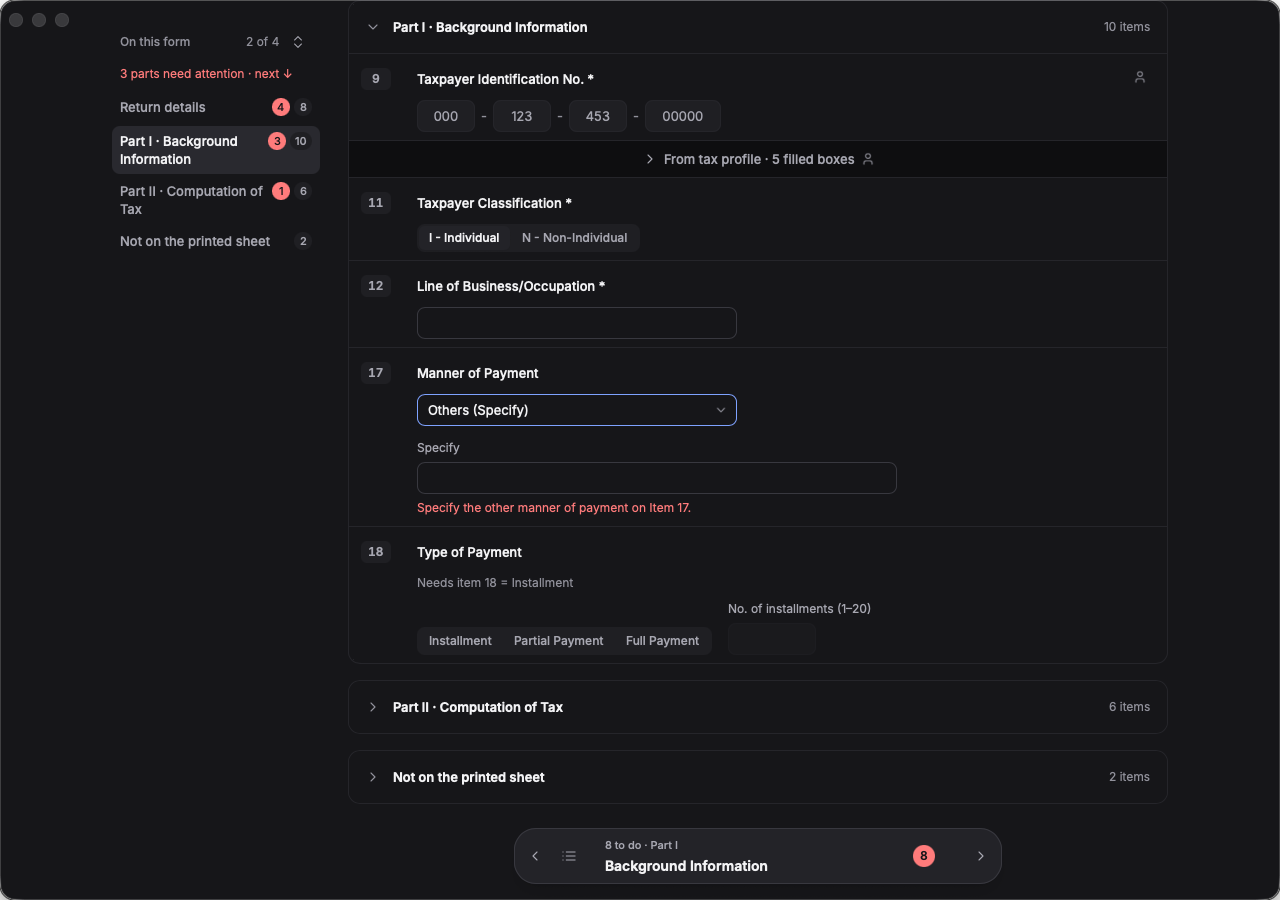 On this form 2 of 4
3 parts need attention · next ↓
Return details 4 8
Part I · Background Information 3 10
Part II · Computation of Tax 1 6
Not on the printed sheet 2
Part I · Background Information 10 items
9 Taxpayer Identification No. *
000 - 123 - 453 - 00000
From tax profile · 5 filled boxes
11 Taxpayer Classification *
I - Individual N - Non-Individual
12 Line of Business/Occupation *
17 Manner of Payment
Others (Specify)
Specify
Specify the other manner of payment on Item 17.
18 Type of Payment
Needs item 18 = Installment
No. of installments (1–20)
Installment Partial Payment Full Payment
Part II · Computation of Tax 6 items
Not on the printed sheet 2 items
8 to do · Part I
Background Information 8